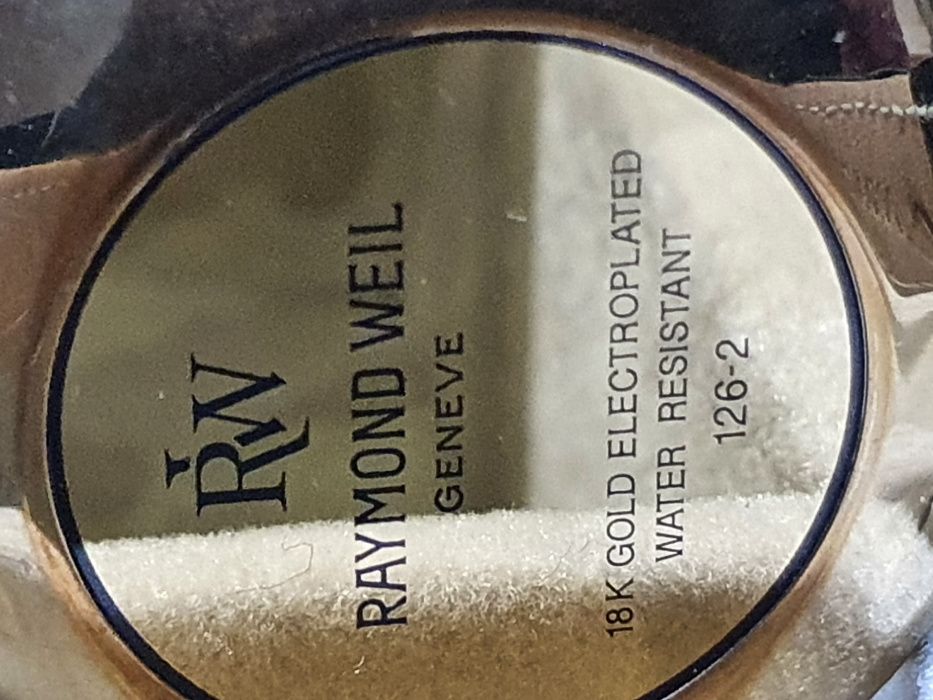 RW
RAYMOND WEIL
GENEVE
18K GOLD ELECTROPLATED
WATER RESISTANT
126-2